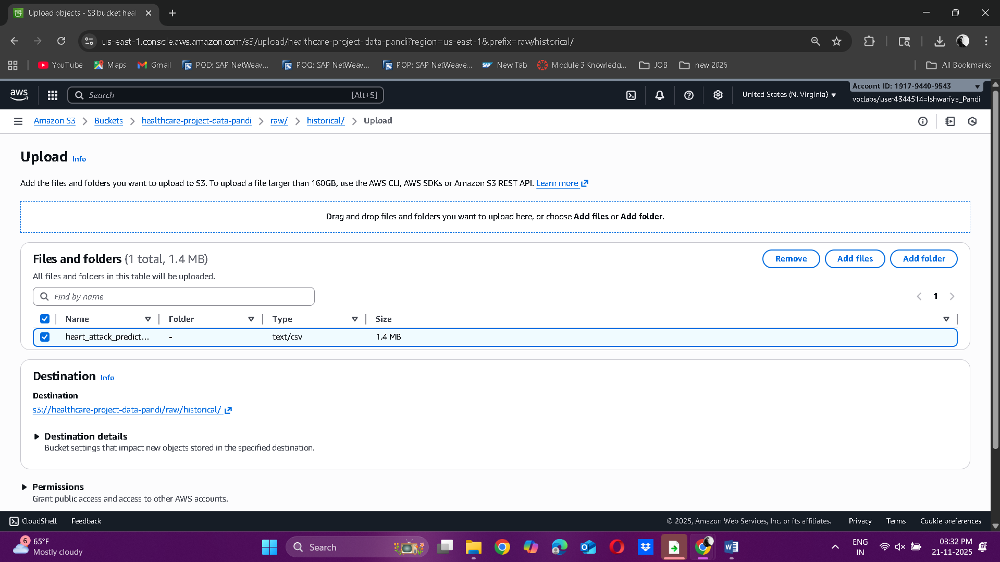 Upload objects - S3 bucket heal
us-east-1.console.aws.amazon.com/s3/upload/healthcare-project-data-pandi?region=us-east-1&prefix=raw/historical/
YouTube Maps Gmail POD: SAP NetWeav... POQ: SAP NetWeav... POP: SAP NetWeave... SAP New Tab Module 3 Knowledg... JOB new 2026 All Bookmarks
aws Search [Alt+S] United States (N. Virginia) Account ID: 1917-9440-9543
voclabs/user4344514=Ishwariya_Pandi
Amazon S3 Buckets healthcare-project-data-pandi raw/ historical/ Upload
Upload Info
Add the files and folders you want to upload to S3. To upload a file larger than 160GB, use the AWS CLI, AWS SDKs or Amazon S3 REST API. Learn more
Drag and drop files and folders you want to upload here, or choose Add files or Add folder.
Files and folders (1 total, 1.4 MB) Remove Add files Add folder
All files and folders in this table will be uploaded.
Find by name 1
Name Folder Type Size
heart_attack_predict... - text/csv 1.4 MB
Destination Info
Destination
s3://healthcare-project-data-pandi/raw/historical/
Destination details
Bucket settings that impact new objects stored in the specified destination.
Permissions
Grant public access and access to other AWS accounts.
CloudShell Feedback © 2025, Amazon Web Services, Inc. or its affiliates. Privacy Terms Cookie preferences
6 65°F Search ENG 03:32 PM
Mostly cloudy IN 21-11-2025